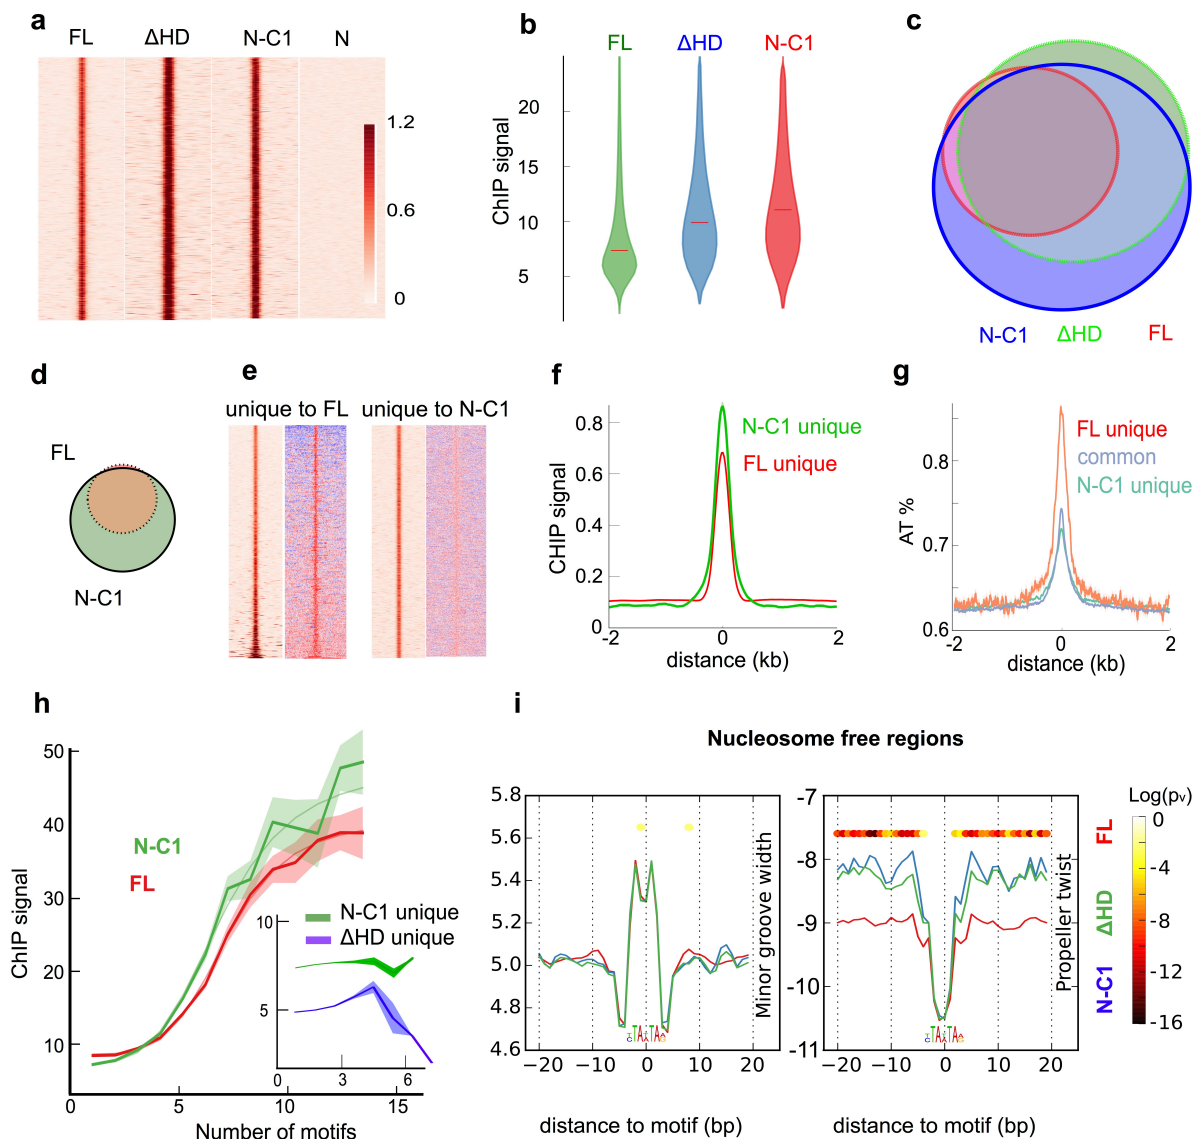 a
FL ΔHD N-C1 N
1.2
0.6
0
b
FL ΔHD N-C1
ChIP signal
20
15
10
5
c
N-C1 ΔHD FL
d
FL
N-C1
e
unique to FL unique to N-C1
f
CHIP signal
0.8
0.6
0.4
0.2
0
N-C1 unique
FL unique
-2 0 2
distance (kb)
g
AT %
0.8
0.7
0.6
FL unique
common
N-C1 unique
-2 0 2
distance (kb)
h
ChIP signal
50
40
30
20
10
N-C1
FL
N-C1 unique
ΔHD unique
10
5
0 3 6
0 5 10 15
Number of motifs
i
Nucleosome free regions
5.8
5.6
5.4
5.2
5.0
4.8
4.6
Minor groove width
TA TA
−20 −10 0 10 20
distance to motif (bp)
-7
-8
-9
-10
-11
Propeller twist
TA TA
−20 −10 0 10 20
distance to motif (bp)
N-C1 ΔHD FL
Log(pv)
0
-4
-8
-12
-16